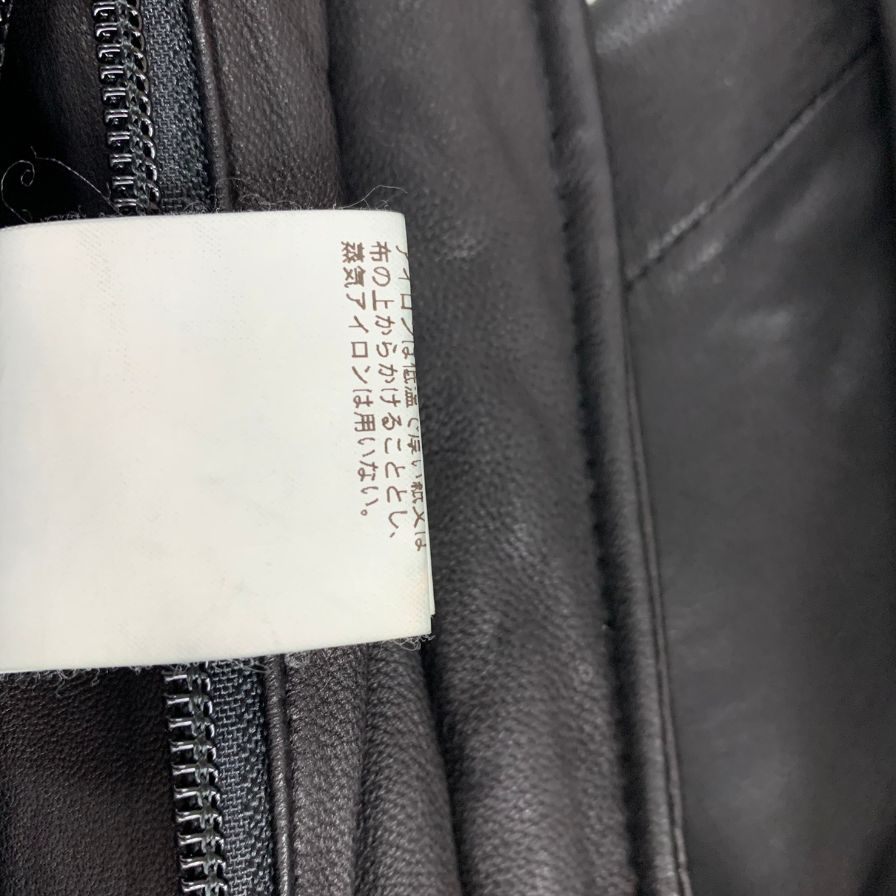 アイロンは低温で厚い紙又は
布の上からかけることとし、
蒸気アイロンは用いない。